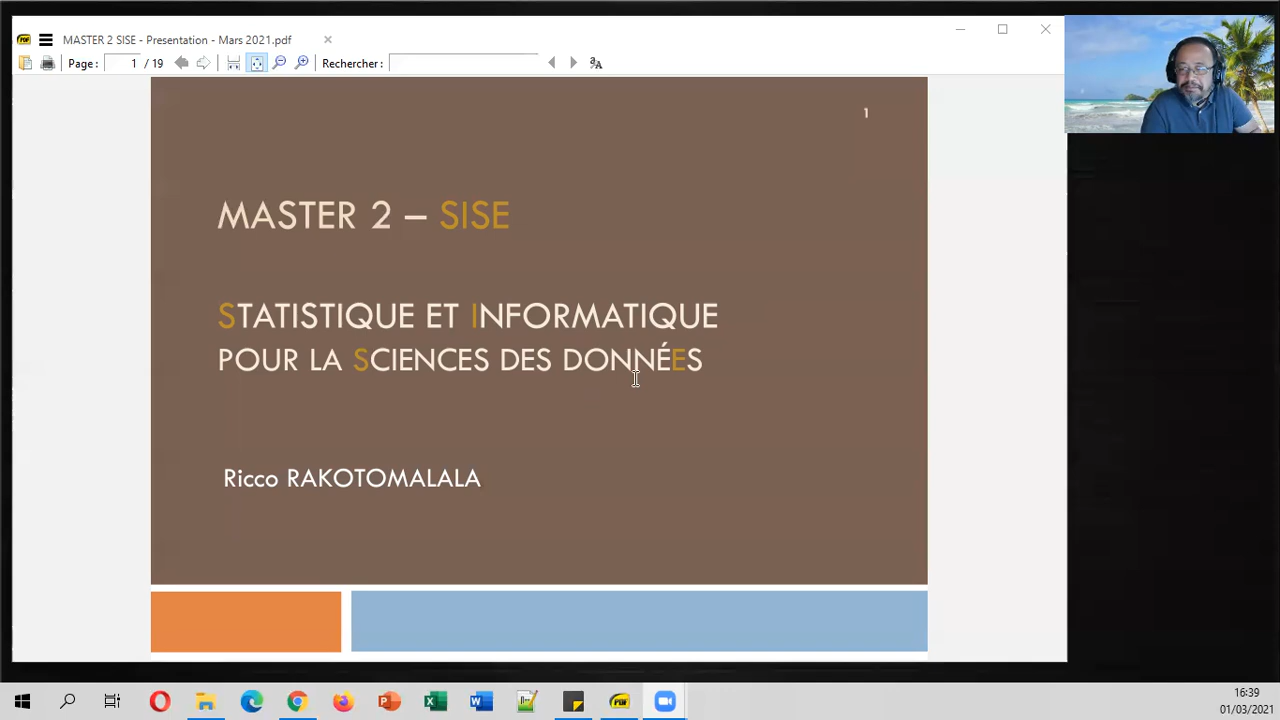 MASTER 2 SISE - Presentation - Mars 2021.pdf
Page : 1 / 19 Rechercher :
1
MASTER 2 – SISE
STATISTIQUE ET INFORMATIQUE
POUR LA SCIENCES DES DONNÉES
Ricco RAKOTOMALALA
16:39
01/03/2021